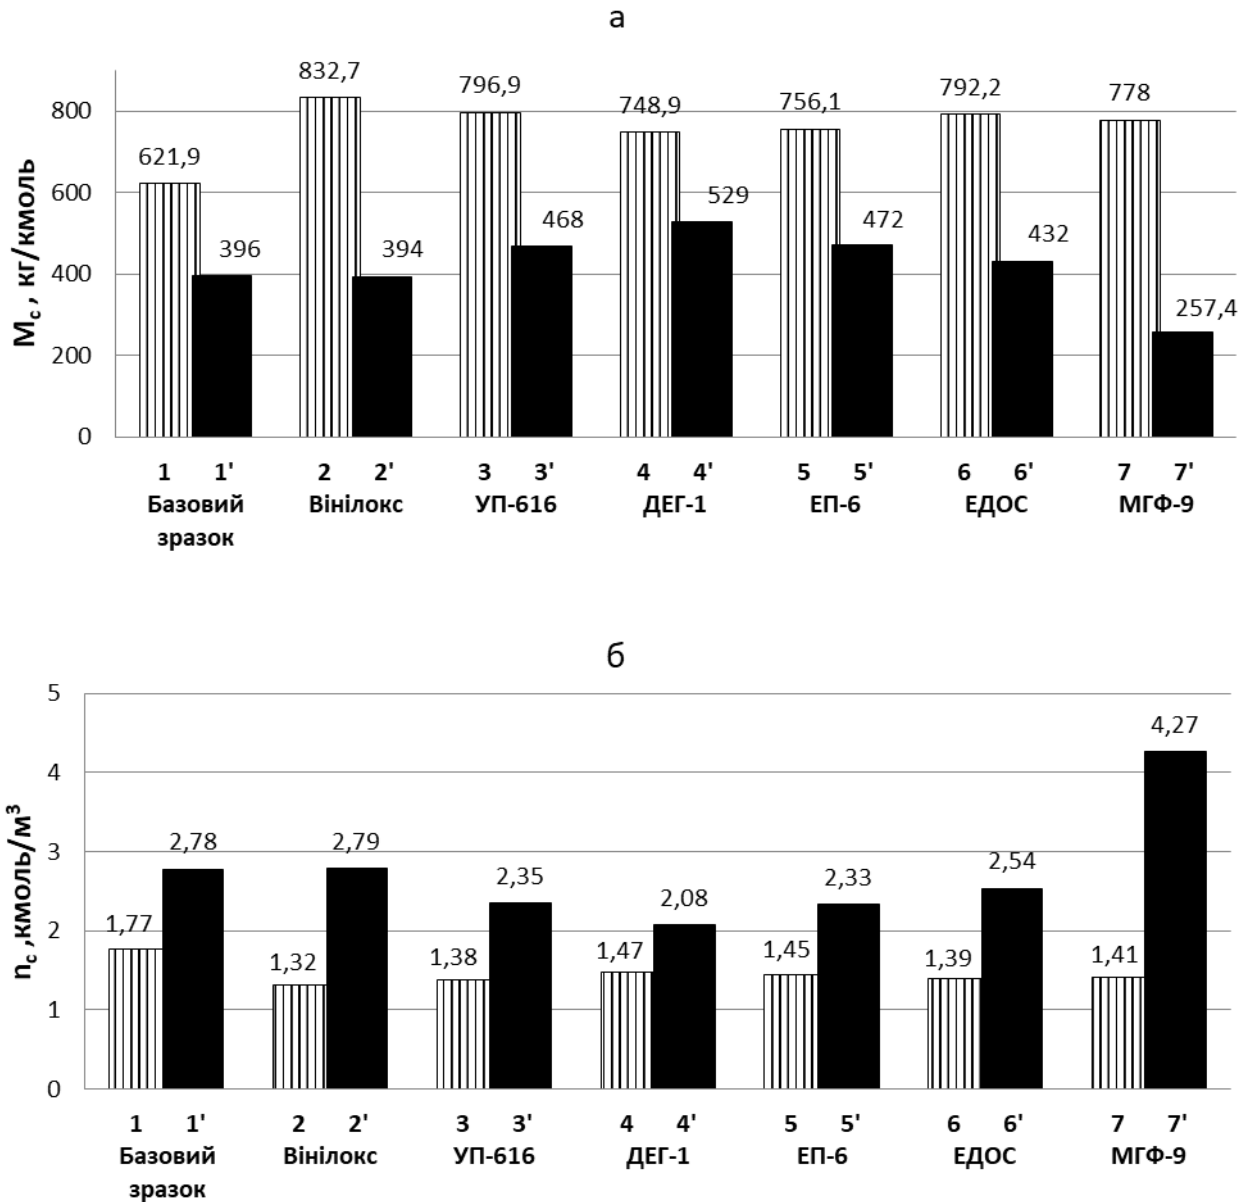 а
832,7 796,9 748,9 756,1 792,2 778
621,9
396 394 468 529 472 432 257,4
800
600
400
200
0
Mс , кг/кмоль
1 1' 2 2' 3 3' 4 4' 5 5' 6 6' 7 7'
Базовий Вінілокс УП-616 ДЕГ-1 ЕП-6 ЕДОС МГФ-9
зразок
б
5
4
3
2
1
0
nс ,кмоль/м³
4,27
2,78 2,79 2,35 2,08 2,33 2,54
1,77 1,32 1,38 1,47 1,45 1,39 1,41
1 1' 2 2' 3 3' 4 4' 5 5' 6 6' 7 7'
Базовий Вінілокс УП-616 ДЕГ-1 ЕП-6 ЕДОС МГФ-9
зразок